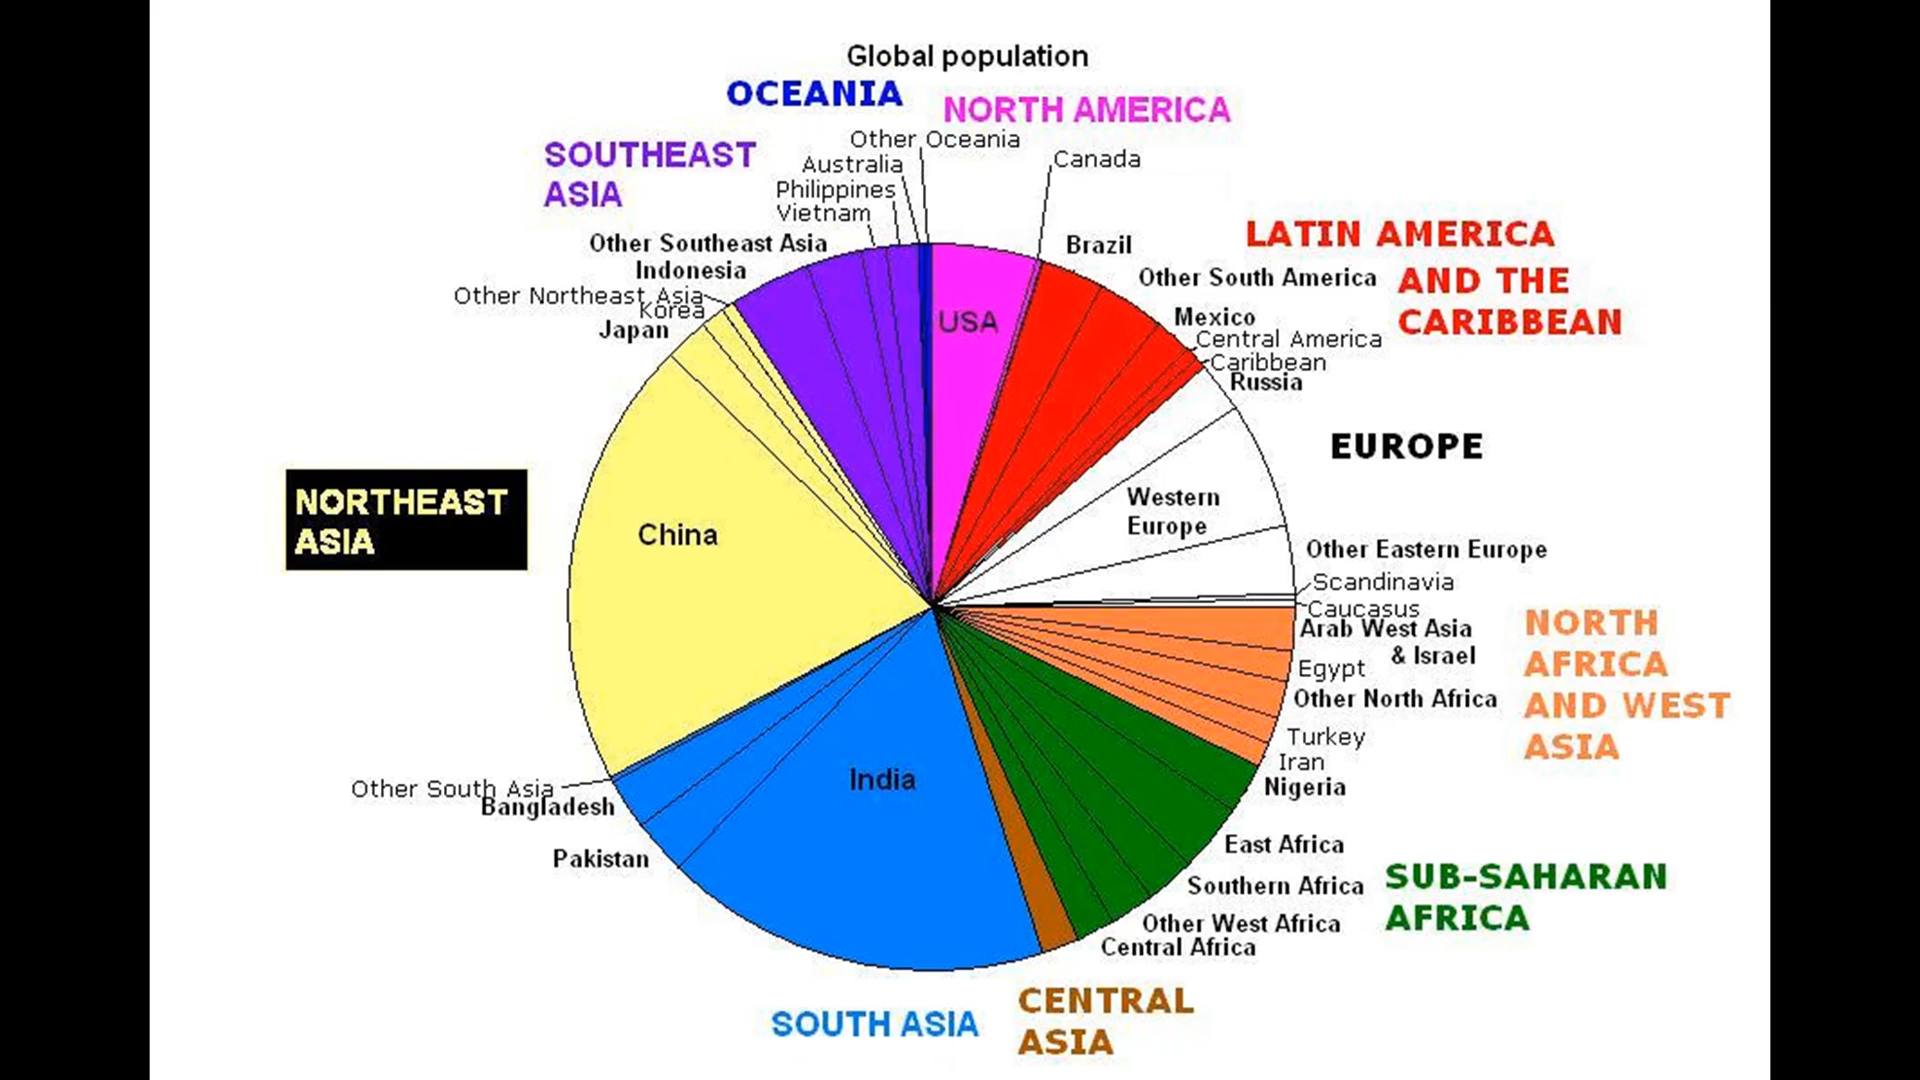 Global population
OCEANIA
NORTH AMERICA
Other Oceania
SOUTHEAST
ASIA
Australia
Canada
Philippines
Vietnam
LATIN AMERICA
AND THE
CARIBBEAN
Other Southeast Asia
Brazil
Indonesia
Other South America
Other Northeast Asia
Korea
Japan
USA
Mexico
Central America
Caribbean
Russia
EUROPE
NORTHEAST
ASIA
China
Western
Europe
Other Eastern Europe
Scandinavia
Caucasus
Arab West Asia
& Israel
NORTH
AFRICA
AND WEST
ASIA
Egypt
Other North Africa
Turkey
Iran
Nigeria
Other South Asia
Bangladesh
India
Pakistan
East Africa
Southern Africa
SUB-SAHARAN
AFRICA
Other West Africa
Central Africa
SOUTH ASIA
CENTRAL
ASIA